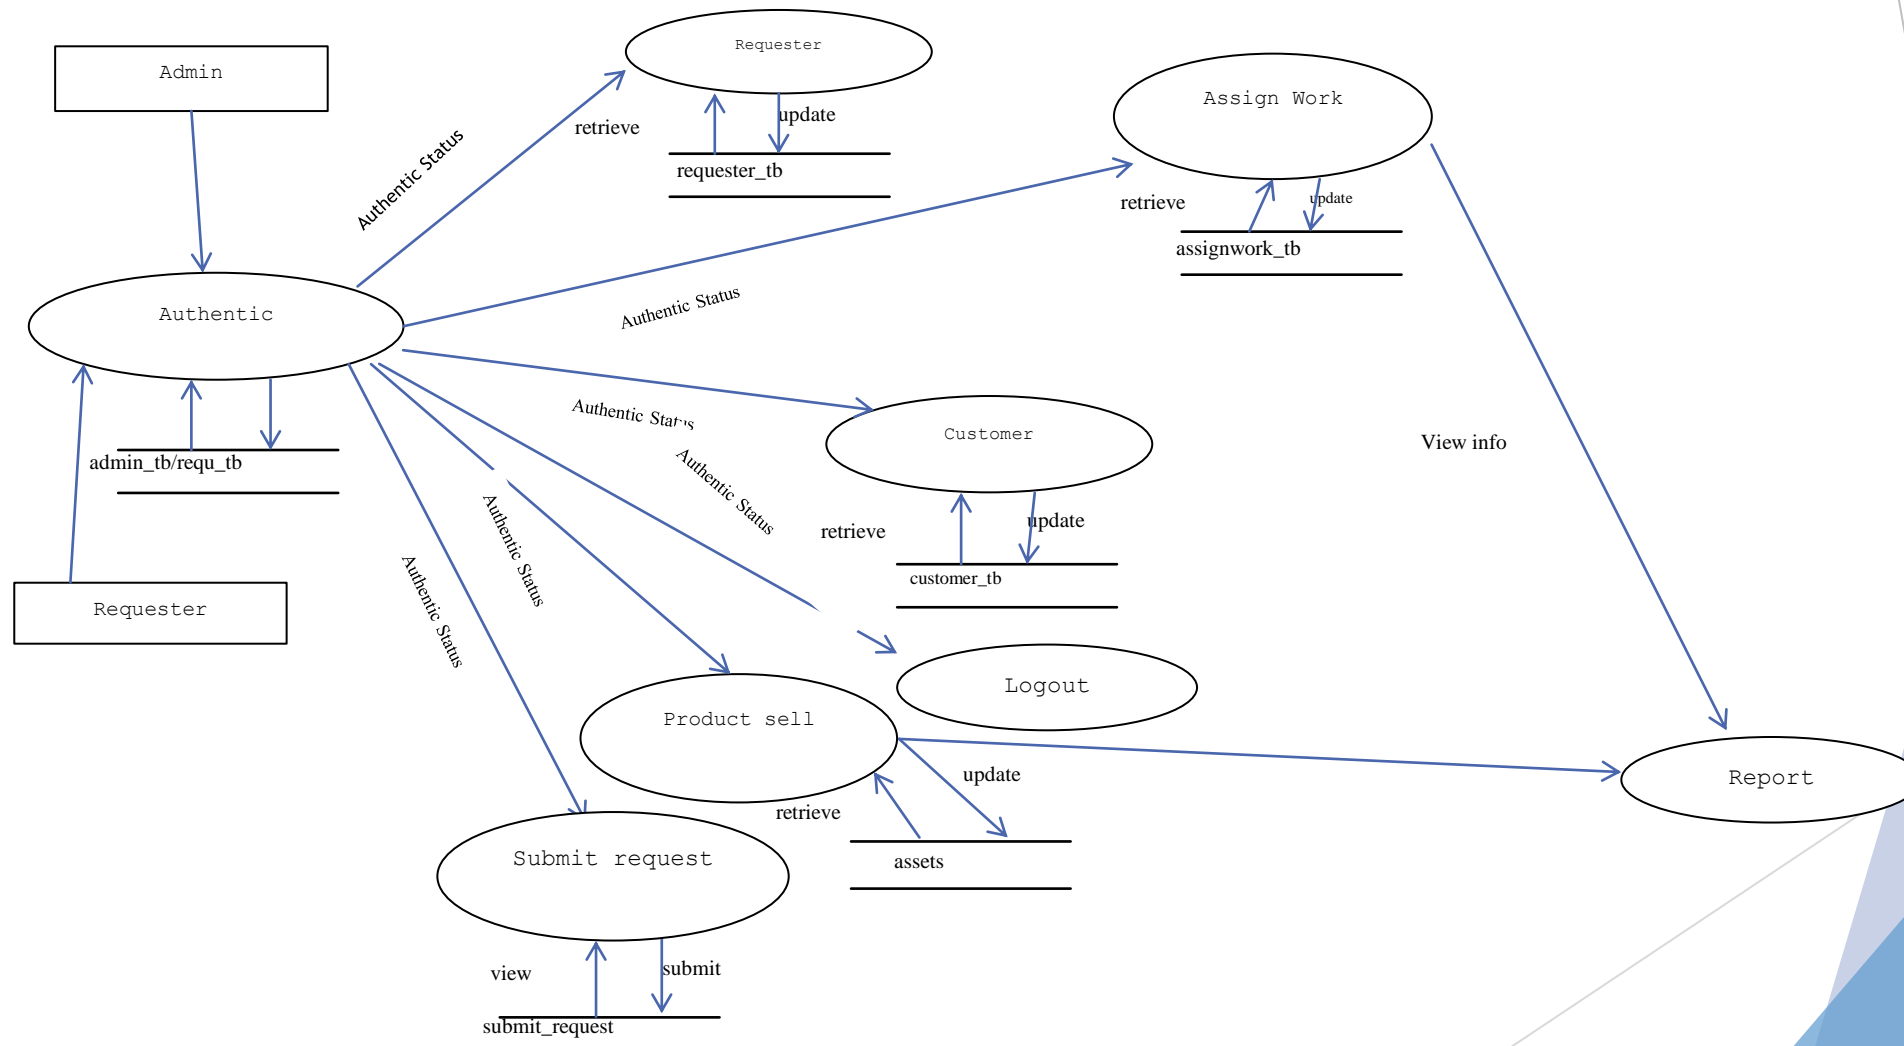 Requester
Admin
Assign Work
update
retrieve
Authentic Status
requester_tb
retrieve
update
assignwork_tb
Authentic Status
Authentic
Authentic Status
Customer
View info
admin_tb/requ_tb
Authentic Status
Authentic Status
retrieve
update
customer_tb
Authentic Status
Requester
Logout
Product sell
update
Report
retrieve
Submit request
assets
view
submit
submit_request